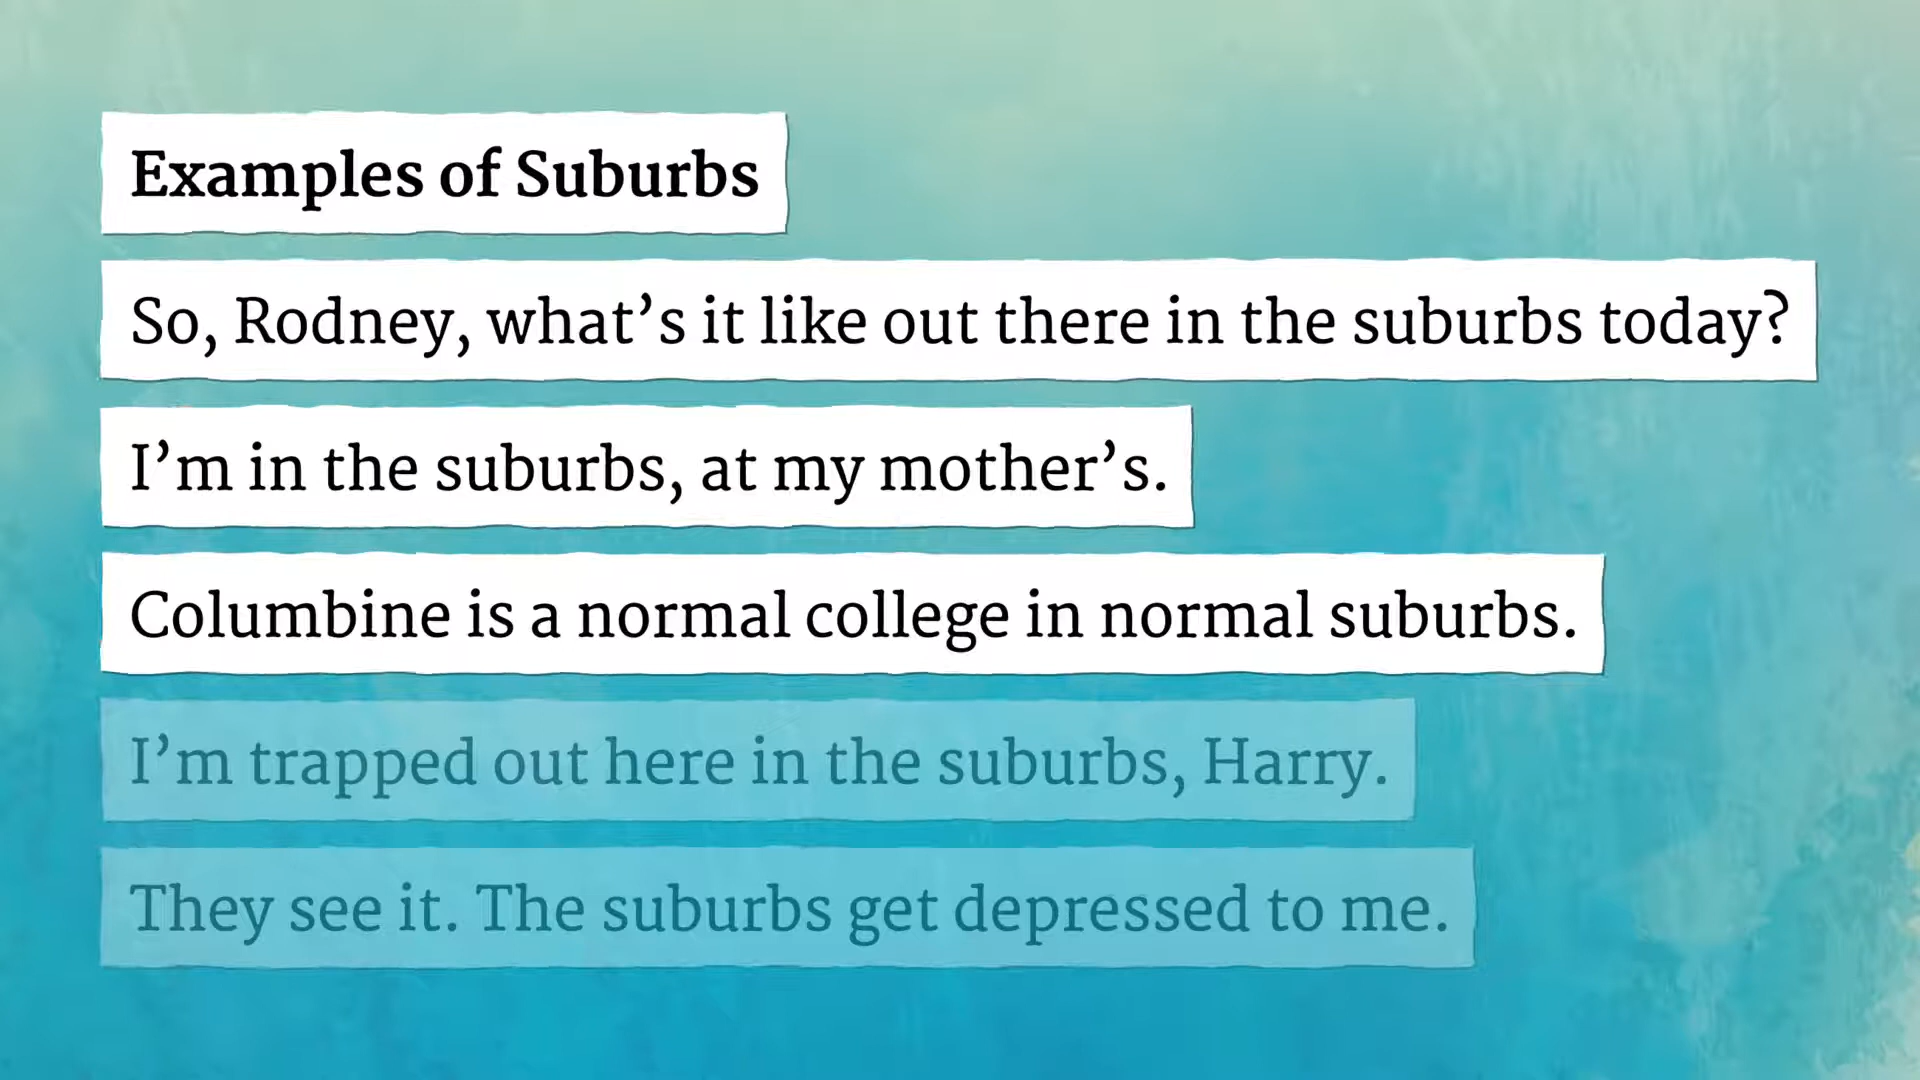 Examples of Suburbs
So, Rodney, what’s it like out there in the suburbs today?
I’m in the suburbs, at my mother’s.
Columbine is a normal college in normal suburbs.
I’m trapped out here in the suburbs, Harry.
They see it. The suburbs get depressed to me.